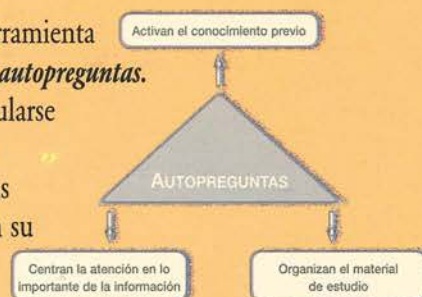 rramienta
autopreguntas.
ularse
s
su
Activan el conocimiento previo
AUTOPREGUNTAS
Centran la atención en lo
importante de la información
Organizan el material
de estudio